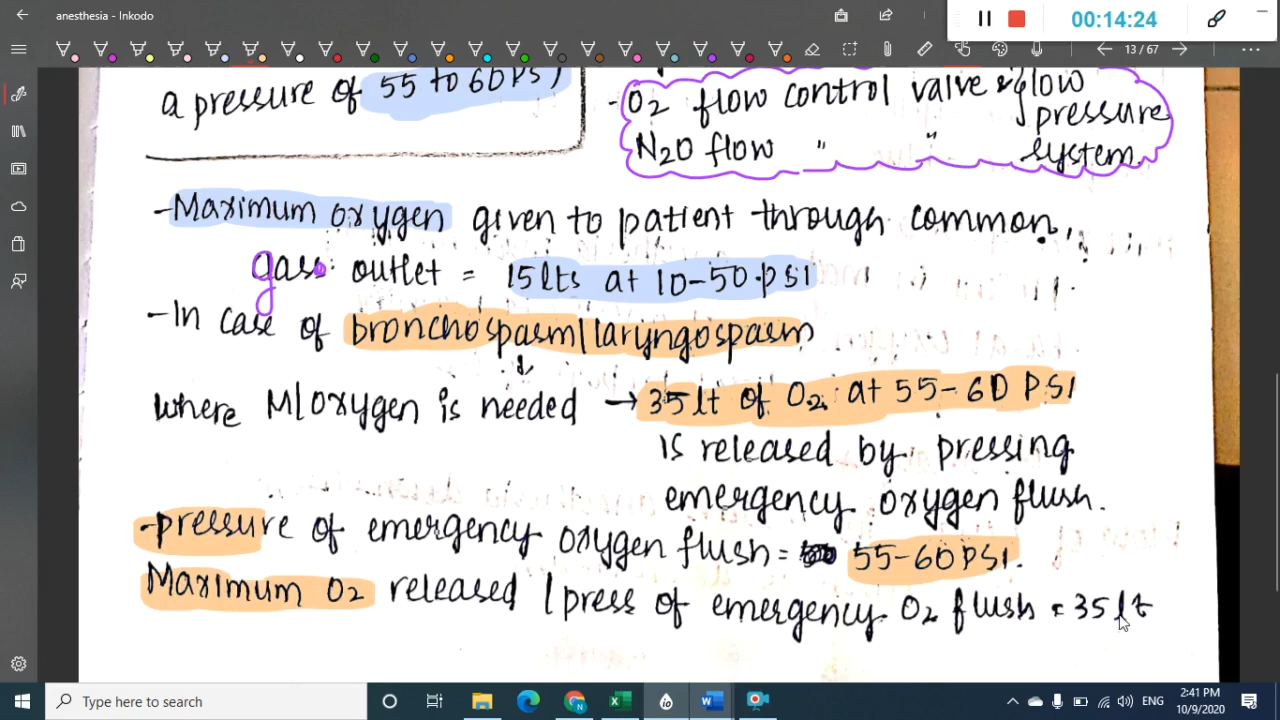 anesthesia - Inkodo
00:14:24
13 / 67
a pressure of 55 to 60 PSI
- O2 flow control valve & low
pressure
N2O flow " "
system.
- Maximum oxygen given to patient through common
gas outlet = 15 lts at 10-50 psi
- In case of bronchospasm/laryngospasm
where M/oxygen is needed → 35 lt of O2 at 55-60 PSI
is released by pressing
emergency oxygen flush.
- pressure of emergency oxygen flush = 55-60 PSI.
Maximum O2 released / press of emergency O2 flush = 35 lt
Type here to search
ENG
2:41 PM
10/9/2020